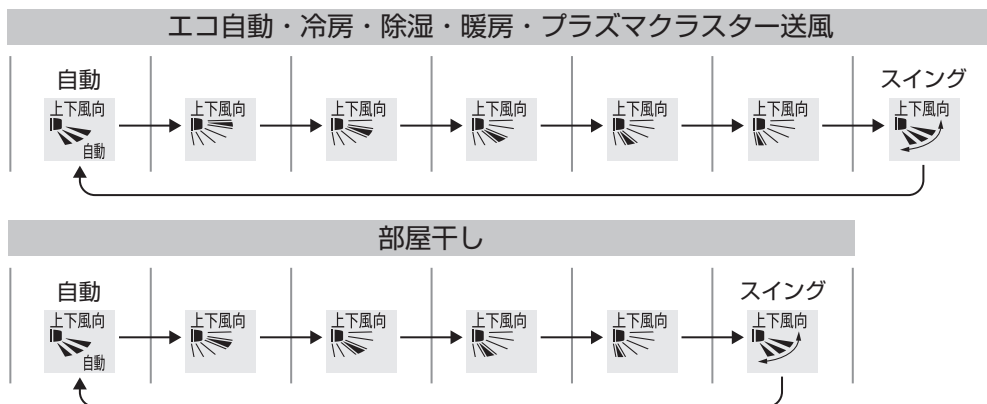 エコ自動・冷房・除湿・暖房・プラズマクラスター送風
自動 スイング
上下風向 上下風向 上下風向 上下風向 上下風向 上下風向 上下風向
自動
部屋干し
自動 スイング
上下風向 上下風向 上下風向 上下風向 上下風向 上下風向
自動